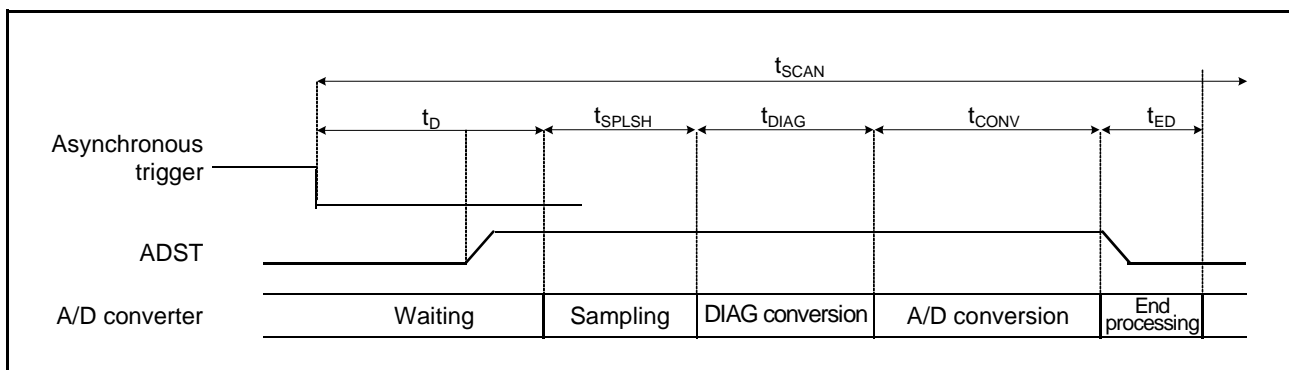 tSCAN
tD tSPLSH tDIAG tCONV tED
Asynchronous
trigger
ADST
A/D converter Waiting Sampling DIAG conversion A/D conversion End
processing